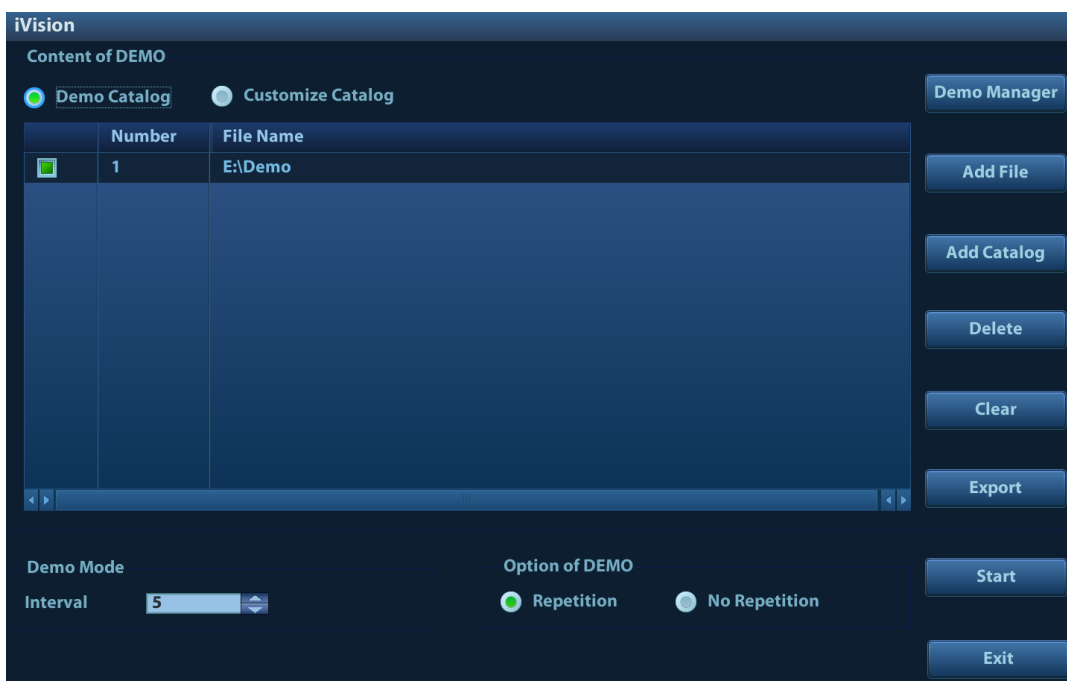 iVision
Content of DEMO
Demo Catalog Customize Catalog
Demo Manager
Number File Name
1 E:\Demo
Add File
Add Catalog
Delete
Clear
Export
Demo Mode
Interval 5
Option of DEMO
Repetition No Repetition
Start
Exit